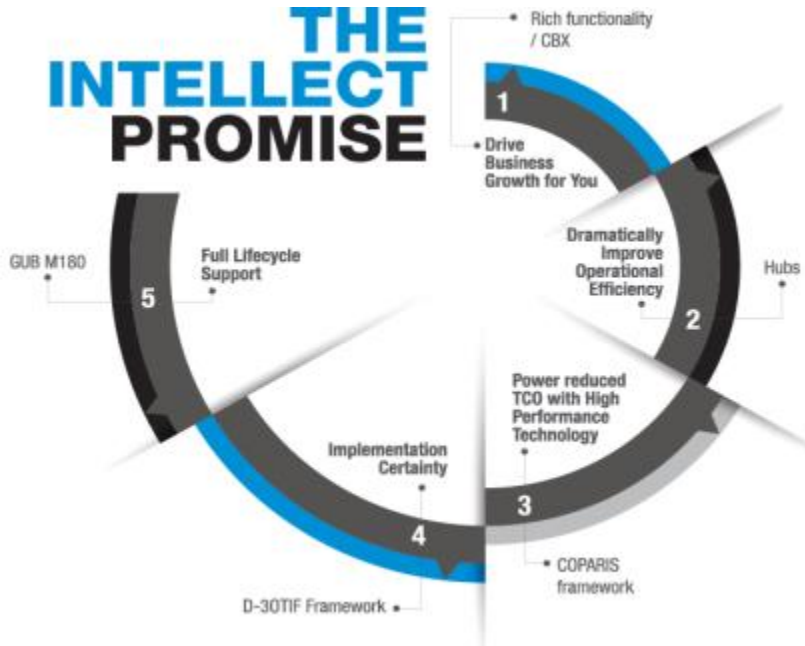 THE
INTELLECT
PROMISE
Rich functionality
/ CBX
1
Drive
Business
Growth for You
Dramatically
Improve
Operational
Efficiency
Hubs
2
Power reduced
TCO with High
Performance
Technology
3
COPARIS
framework
Implementation
Certainty
4
D-3OTIF Framework
GUB M180
Full Lifecycle
Support
5